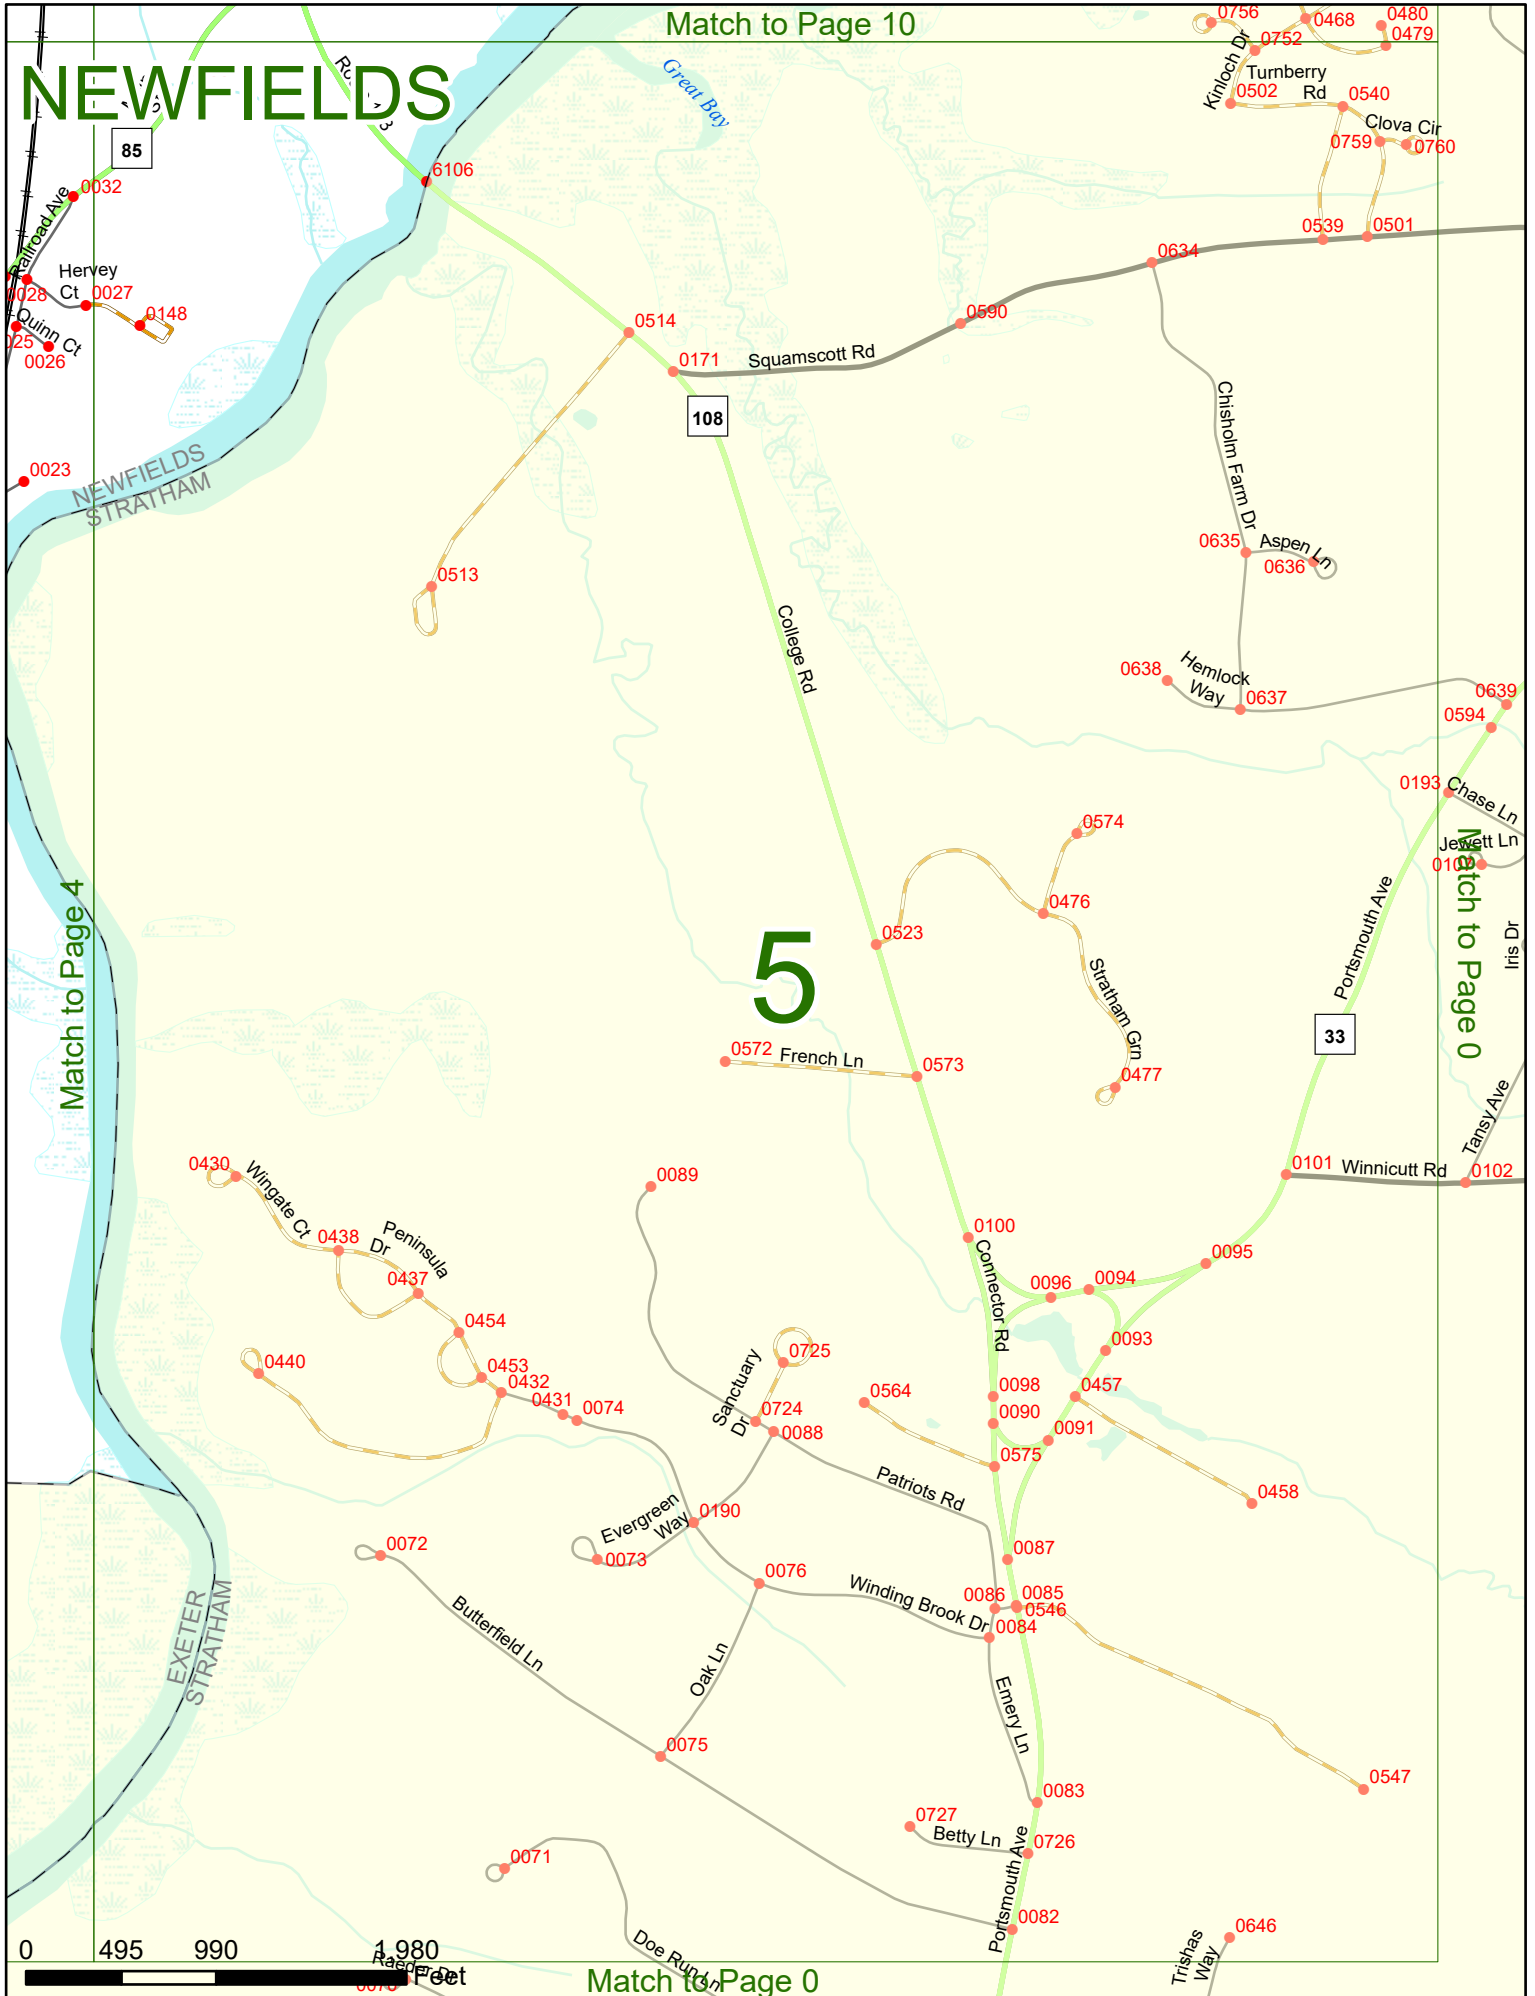 Match to Page 10
NEWFIELDS
85
Great Bay
0756
0468
0480
0479
0752
Kinloch Dr
Turnberry
Rd
0502
0540
Clova Cir
0759
0760
6106
0032
Railroad Ave
0028
Hervey
Ct
0027
0148
Quinn Ct
0026
0023
NEWFIELDS
STRATHAM
0539
0501
0634
0590
0514
0171
Squamscott Rd
108
Chisholm Farm Dr
0635
Aspen Ln
0636
0513
College Rd
0638
Hemlock
Way
0637
0639
0594
0193
Chase Ln
Jewett Ln
Match to Page 0
0574
0476
0523
Stratham Grn
Portsmouth Ave
Iris Dr
Match to Page 4
5
33
0572
French Ln
0573
0477
Tansy Ave
0101
Winnicutt Rd
0102
0430
Wingate Ct
0089
0438
Peninsula
Dr
0437
0100
Connector Rd
0095
0096
0094
0454
0093
0440
0453
0432
0431
0074
Sanctuary
Dr
0725
0724
0088
0564
0098
0457
0090
0091
0575
Patriots Rd
0458
Evergreen
Way
0190
0072
0073
0087
0076
Winding Brook Dr
0086
0085
0546
0084
EXETER
STRATHAM
Butterfield Ln
Oak Ln
Emery Ln
0075
0547
0083
0727
Betty Ln
0726
0071
Portsmouth Ave
0082
Doe Run Ln
Trishas
Way
0646
0 495 990 1,980
Feet
Raeder Dr
Match to Page 0